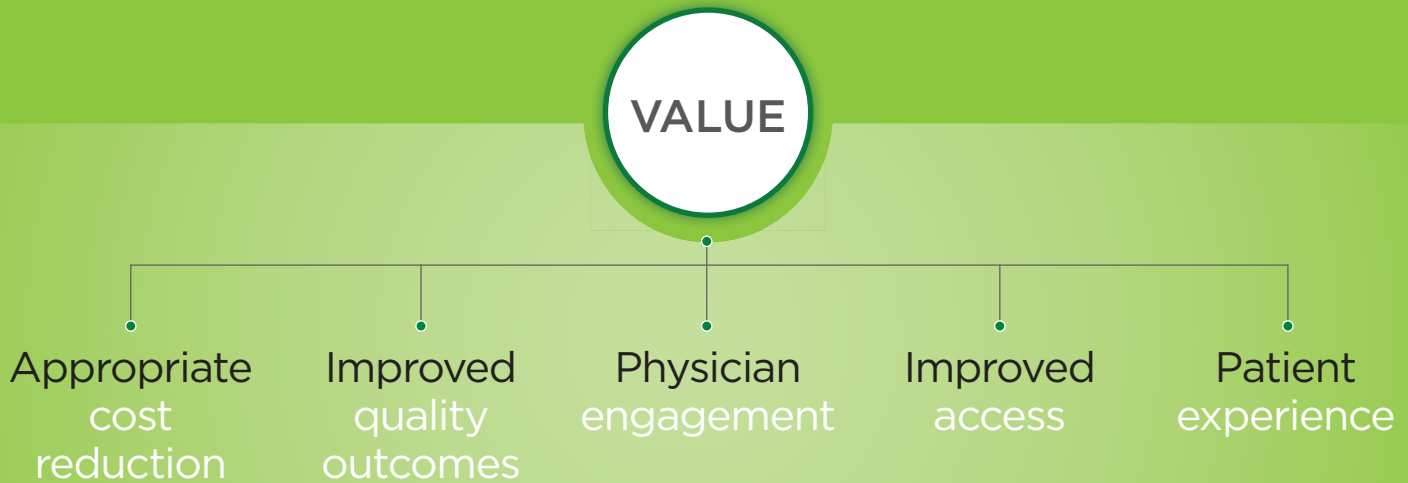 VALUE
Appropriate
cost
reduction
Improved
quality
outcomes
Physician
engagement
Improved
access
Patient
experience